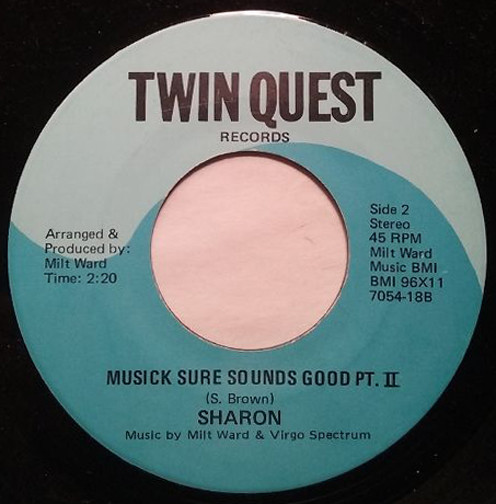 TWIN QUEST
RECORDS
Arranged &
Produced by:
Milt Ward
Time: 2:20
Side 2
Stereo
45 RPM
Milt Ward
Music BMI
BMI 96X11
7054-18B
MUSICK SURE SOUNDS GOOD PT. II
(S. Brown)
SHARON
Music by Milt Ward & Virgo Spectrum